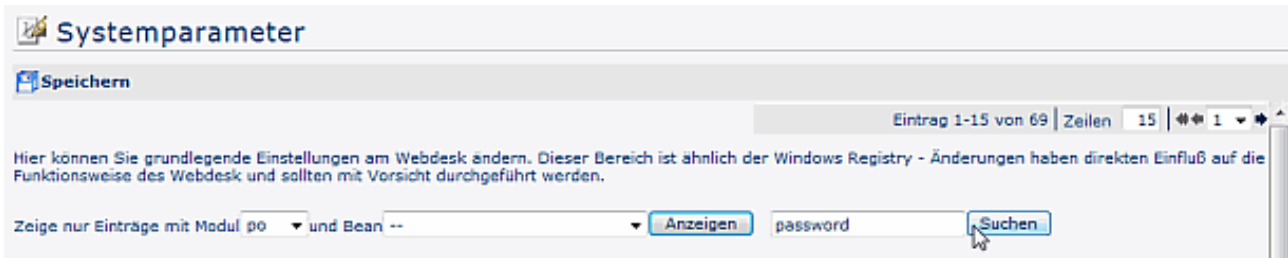 Systemparameter
Speichern
Eintrag 1-15 von 69 Zeilen 15 1
Hier können Sie grundlegende Einstellungen am Webdesk ändern. Dieser Bereich ist ähnlich der Windows Registry - Änderungen haben direkten Einfluß auf die
Funktionsweise des Webdesk und sollten mit Vorsicht durchgeführt werden.
Zeige nur Einträge mit Modul po und Bean -- Anzeigen password Suchen